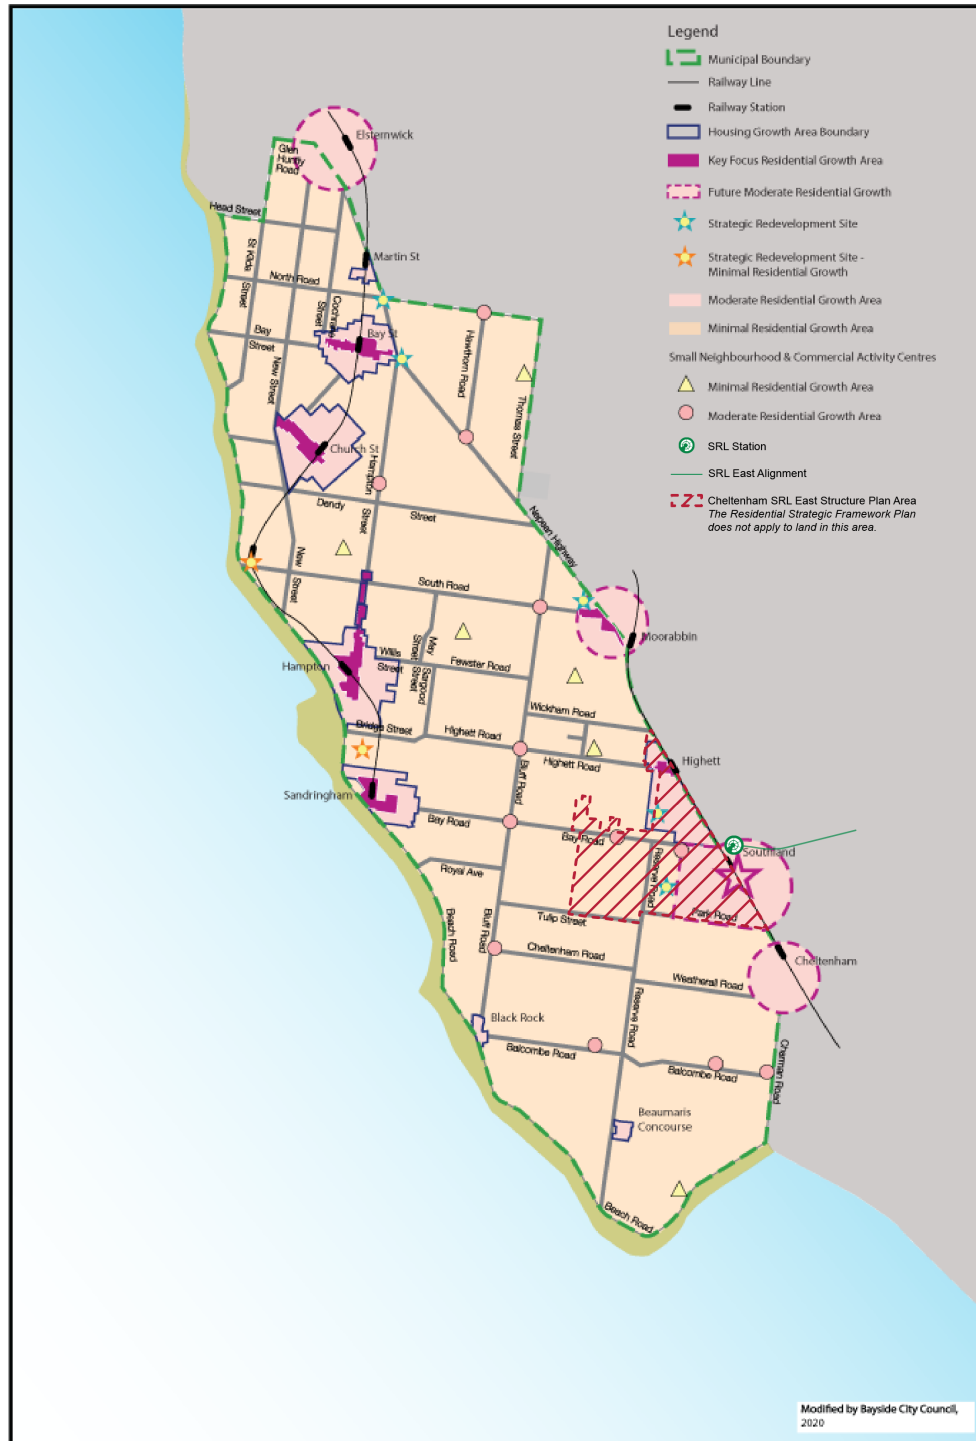 Legend
Municipal Boundary
Railway Line
Railway Station
Housing Growth Area Boundary
Key Focus Residential Growth Area
Future Moderate Residential Growth
Strategic Redevelopment Site
Strategic Redevelopment Site -
Minimal Residential Growth
Moderate Residential Growth Area
Minimal Residential Growth Area
Small Neighbourhood & Commercial Activity Centres
Minimal Residential Growth Area
Moderate Residential Growth Area
SRL Station
SRL East Alignment
Cheltenham SRL East Structure Plan Area
The Residential Strategic Framework Plan
does not apply to land in this area.
Elsternwick
Glen
Huntly
Road
Head Street
St Kilda
Street
Martin St
North Road
Cochrane
Street
Bay St
Bay
Street
New Street
Hawthorn Road
Thomas Street
Church St
Hampton
Street
Dendy
Street
Nepean Highway
New
Street
South Road
Moorabbin
Hampton
Willis
Street
May
Street
Sargood
Street
Fewster Road
Wickham Road
Bridge Street
Highett Road
Highett Road
Highett
Bluff Road
Sandringham
Bay Road
Bay Road
Southland
Reserve Road
Royal Ave
Park Road
Tulip Street
Beach Road
Bluff Road
Cheltenham Road
Cheltenham
Weatherall Road
Reserve Road
Black Rock
Balcombe Road
Balcombe Road
Charman Road
Beaumaris
Concourse
Beach Road
Modified by Bayside City Council,
2020